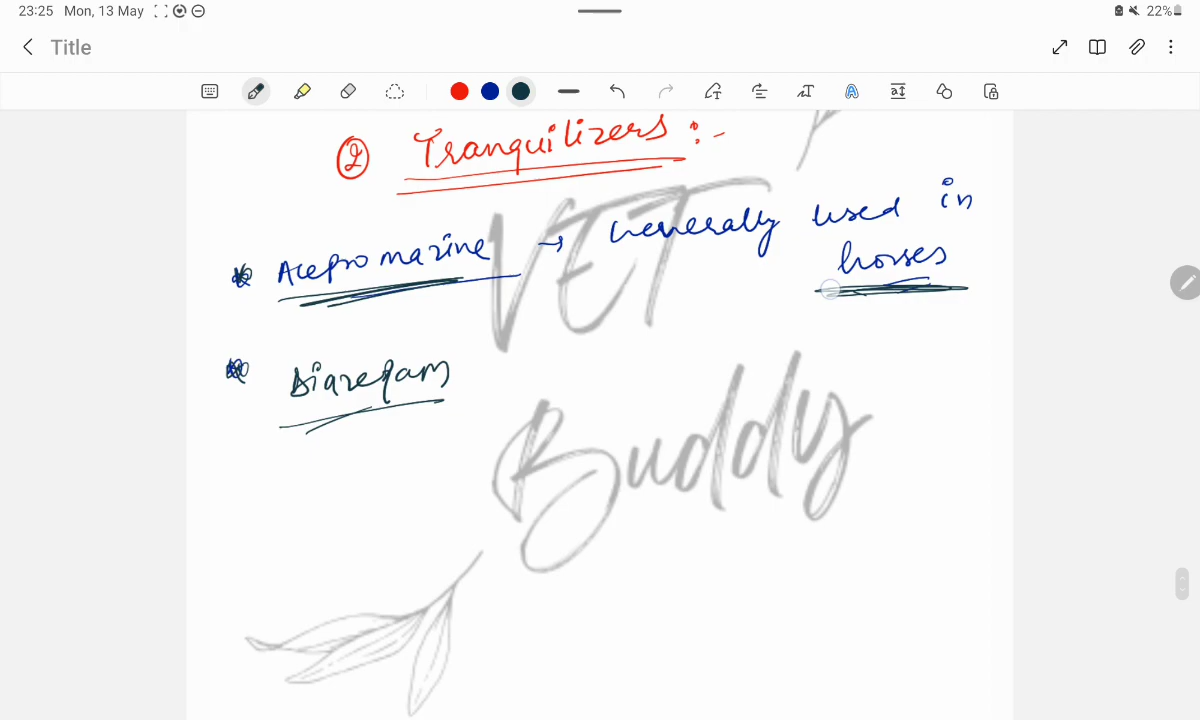 23:25 Mon, 13 May 22%
Title
② Tranquilizers :-
* Acepromazine → Generally used in
horses
* Diazepam
VET
Buddy